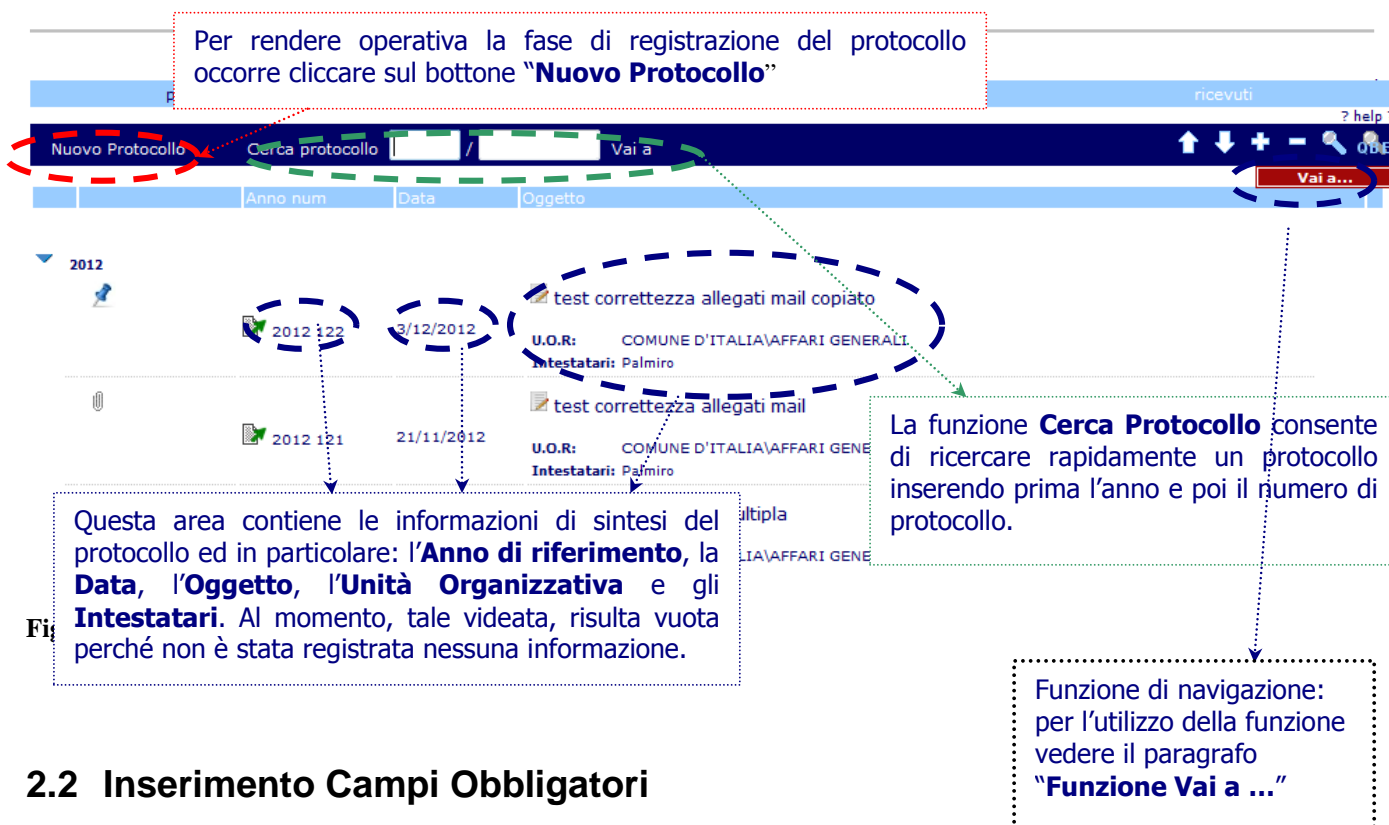 Per rendere operativa la fase di registrazione del protocollo
occorre cliccare sul bottone “Nuovo Protocollo”
ricevuti
? help
Nuovo Protocollo Cerca protocollo / Vai a
Vai a...
Anno num Data Oggetto
2012
test correttezza allegati mail copiato
2012 122 3/12/2012
U.O.R: COMUNE D'ITALIA\AFFARI GENERALI
Intestatari: Palmiro
test correttezza allegati mail
2012 121 21/11/2012
U.O.R: COMUNE D'ITALIA\AFFARI GENE
Intestatari: Palmiro
La funzione Cerca Protocollo consente
di ricercare rapidamente un protocollo
inserendo prima l’anno e poi il numero di
protocollo.
ltipla
LIA\AFFARI GENE
Questa area contiene le informazioni di sintesi del
protocollo ed in particolare: l’Anno di riferimento, la
Data, l’Oggetto, l’Unità Organizzativa e gli
Intestatari. Al momento, tale videata, risulta vuota
perché non è stata registrata nessuna informazione.
Funzione di navigazione:
per l’utilizzo della funzione
vedere il paragrafo
“Funzione Vai a …”
2.2 Inserimento Campi Obbligatori